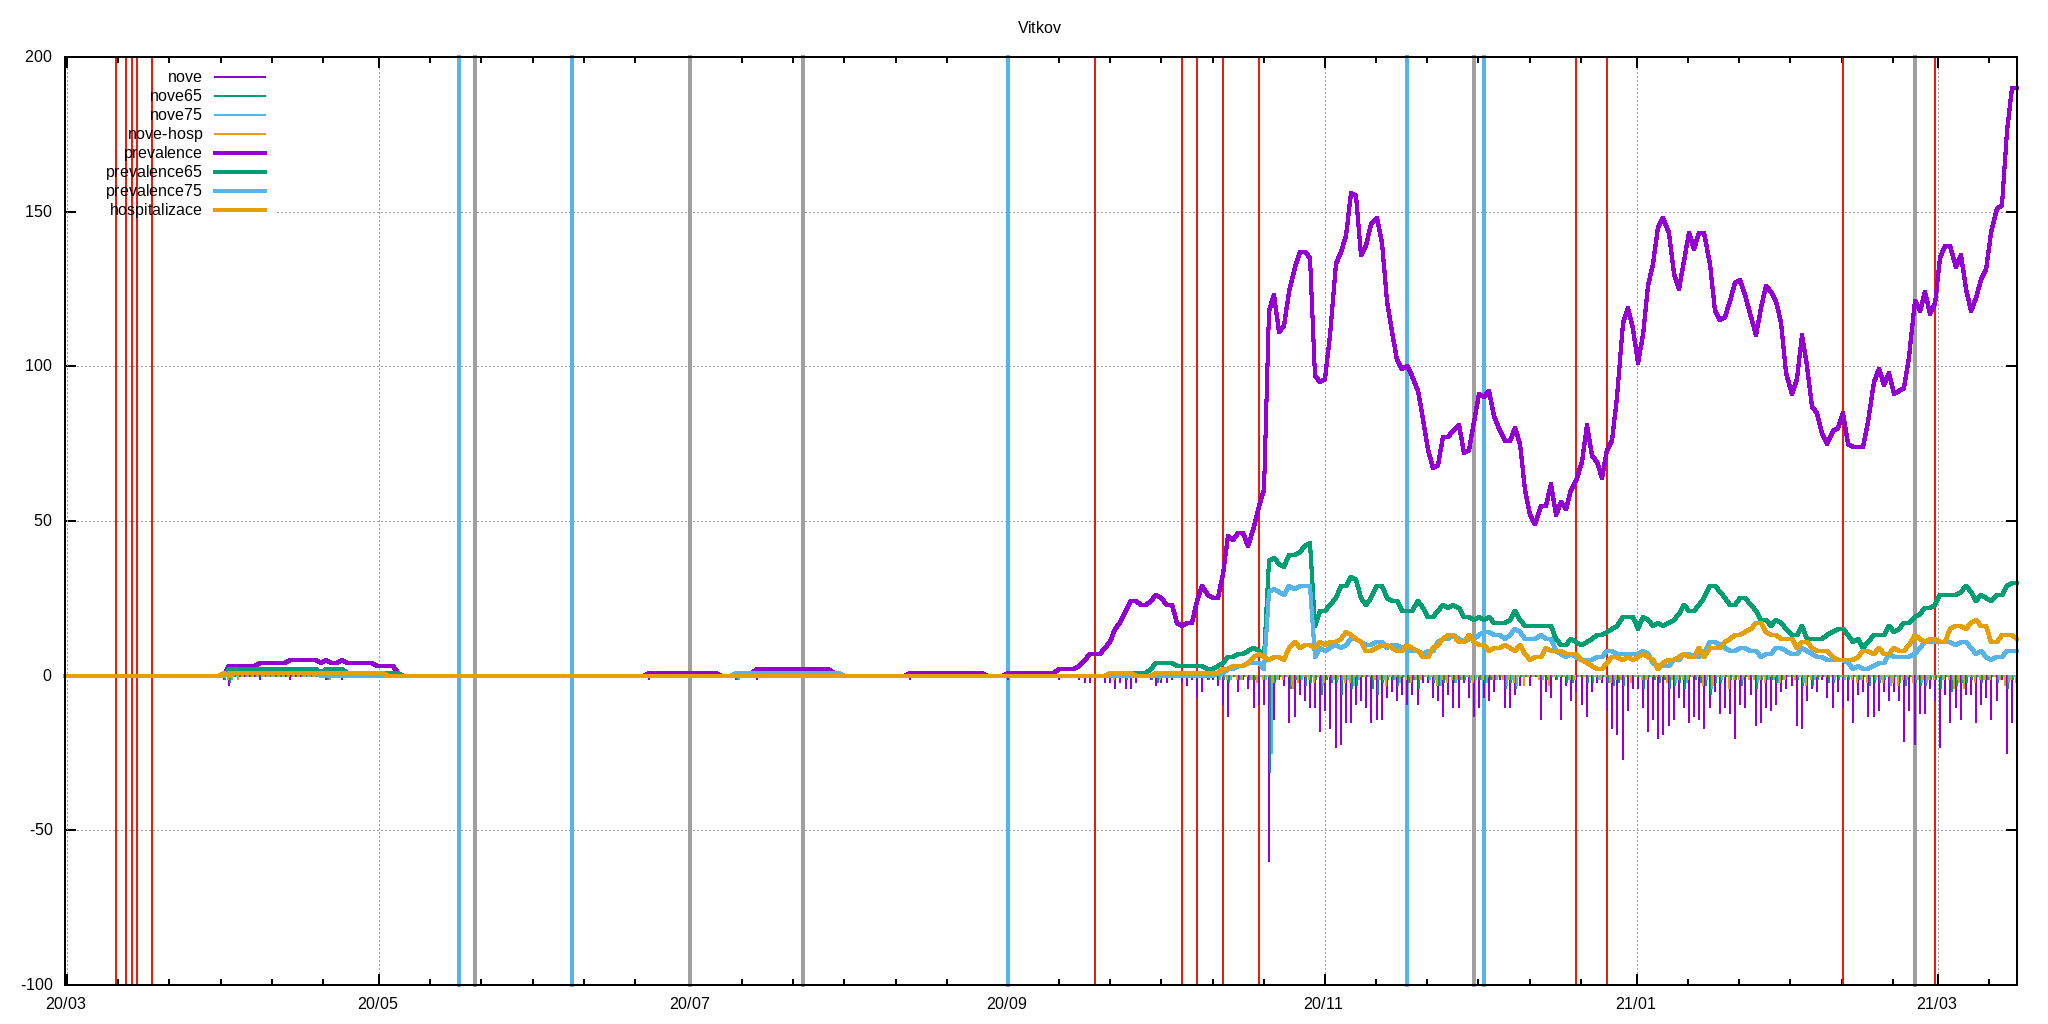 Vitkov
200
150
100
50
0
-50
-100
nove
nove65
nove75
nove-hosp
prevalence
prevalence65
prevalence75
hospitalizace
20/03 20/05 20/07 20/09 20/11 21/01 21/03